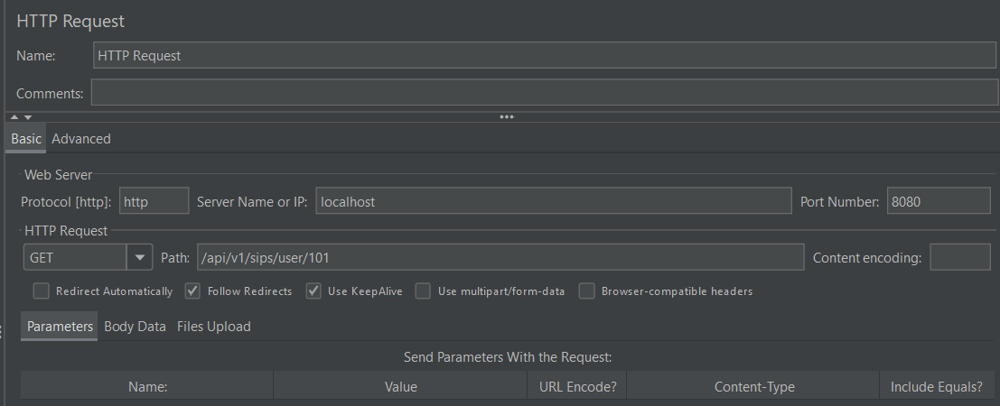 HTTP Request
Name: HTTP Request
Comments:
Basic Advanced
Web Server
Protocol [http]: http Server Name or IP: localhost Port Number: 8080
HTTP Request
GET Path: /api/v1/sips/user/101 Content encoding:
Redirect Automatically Follow Redirects Use KeepAlive Use multipart/form-data Browser-compatible headers
Parameters Body Data Files Upload
Send Parameters With the Request:
Name: Value URL Encode? Content-Type Include Equals?